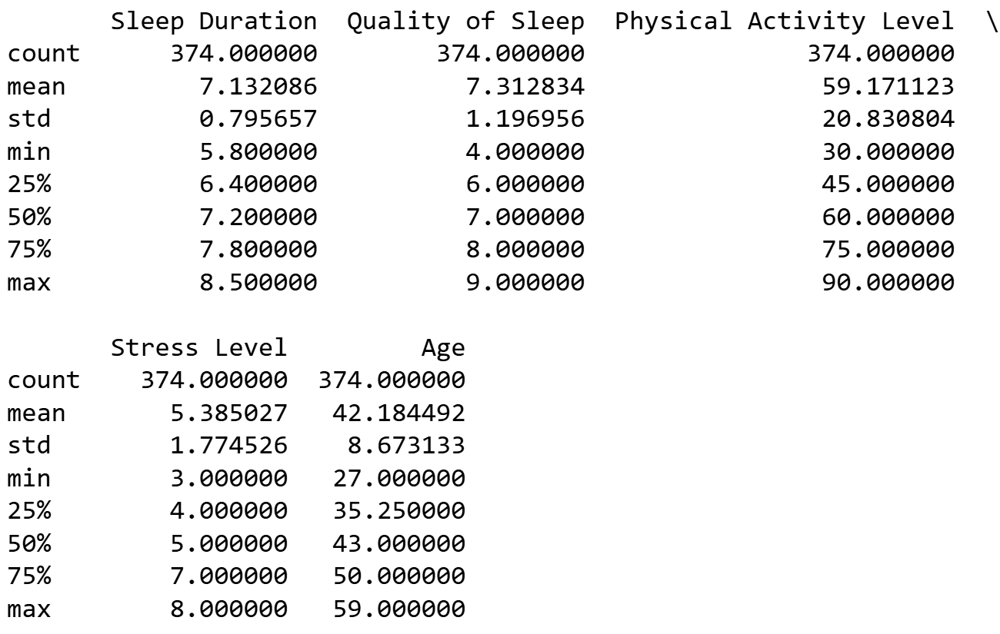 Sleep Duration  Quality of Sleep  Physical Activity Level  \
count      374.000000        374.000000               374.000000
mean         7.132086          7.312834                59.171123
std          0.795657          1.196956                20.830804
min          5.800000          4.000000                30.000000
25%          6.400000          6.000000                45.000000
50%          7.200000          7.000000                60.000000
75%          7.800000          8.000000                75.000000
max          8.500000          9.000000                90.000000

       Stress Level         Age
count    374.000000  374.000000
mean       5.385027   42.184492
std        1.774526    8.673133
min        3.000000   27.000000
25%        4.000000   35.250000
50%        5.000000   43.000000
75%        7.000000   50.000000
max        8.000000   59.000000